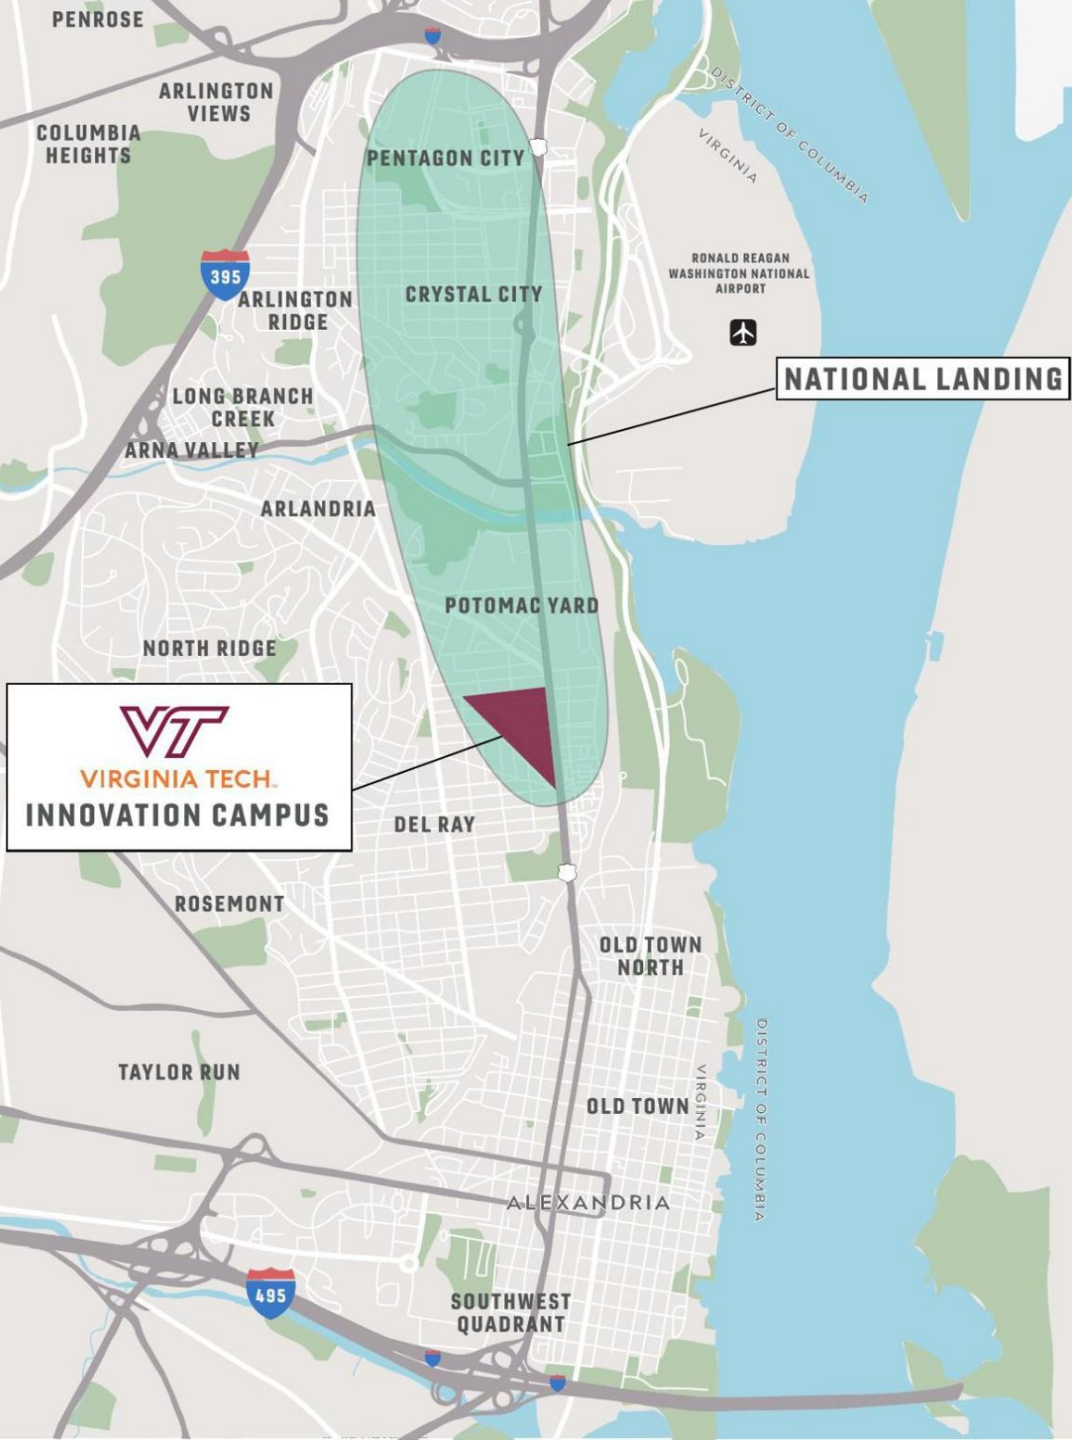 PENROSE
ARLINGTON
VIEWS
COLUMBIA
HEIGHTS
PENTAGON CITY
DISTRICT OF COLUMBIA
VIRGINIA
395
ARLINGTON
RIDGE
CRYSTAL CITY
RONALD REAGAN
WASHINGTON NATIONAL
AIRPORT
NATIONAL LANDING
LONG BRANCH
CREEK
ARNA VALLEY
ARLANDRIA
POTOMAC YARD
NORTH RIDGE
VT
VIRGINIA TECH
INNOVATION CAMPUS
DEL RAY
ROSEMONT
OLD TOWN
NORTH
TAYLOR RUN
OLD TOWN
VIRGINIA
DISTRICT OF COLUMBIA
ALEXANDRIA
495
SOUTHWEST
QUADRANT